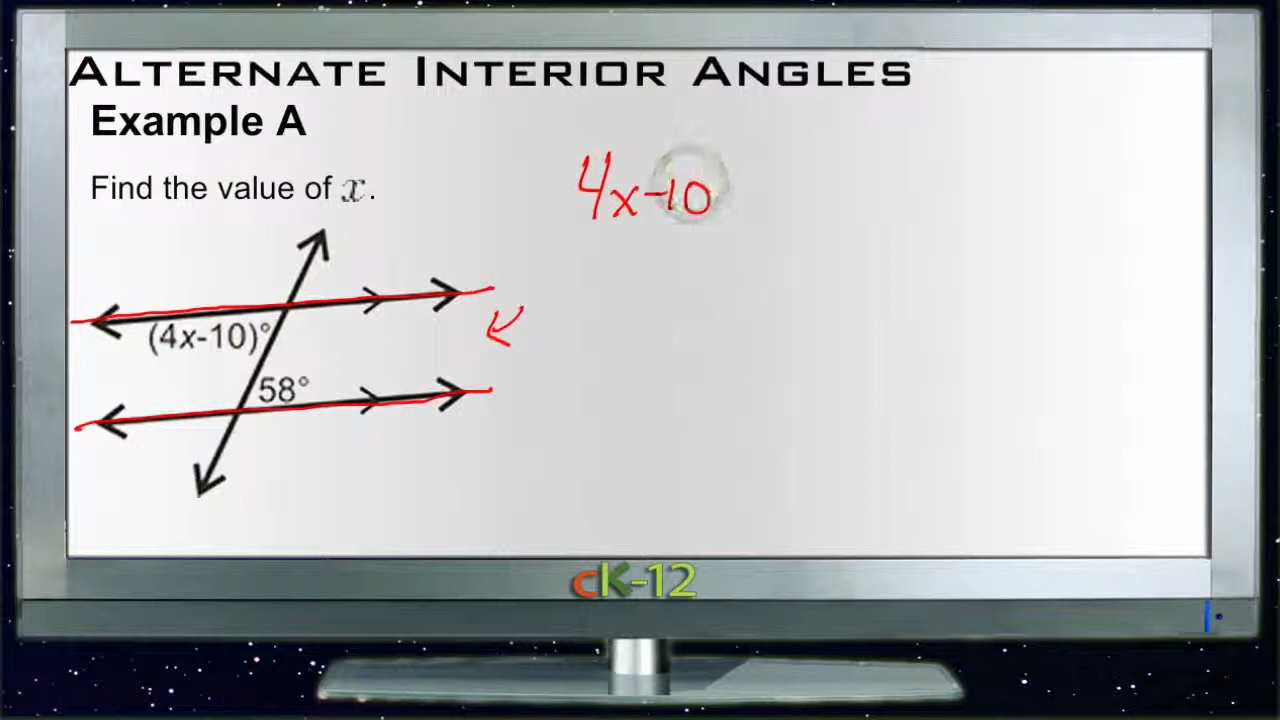 ALTERNATE INTERIOR ANGLES
Example A
Find the value of x.
4x-10
(4x-10)°
58°
cK-12